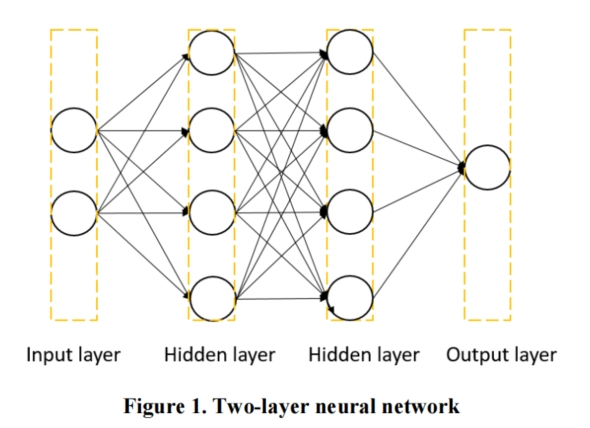 Input layer Hidden layer Hidden layer Output layer
Figure 1. Two-layer neural network